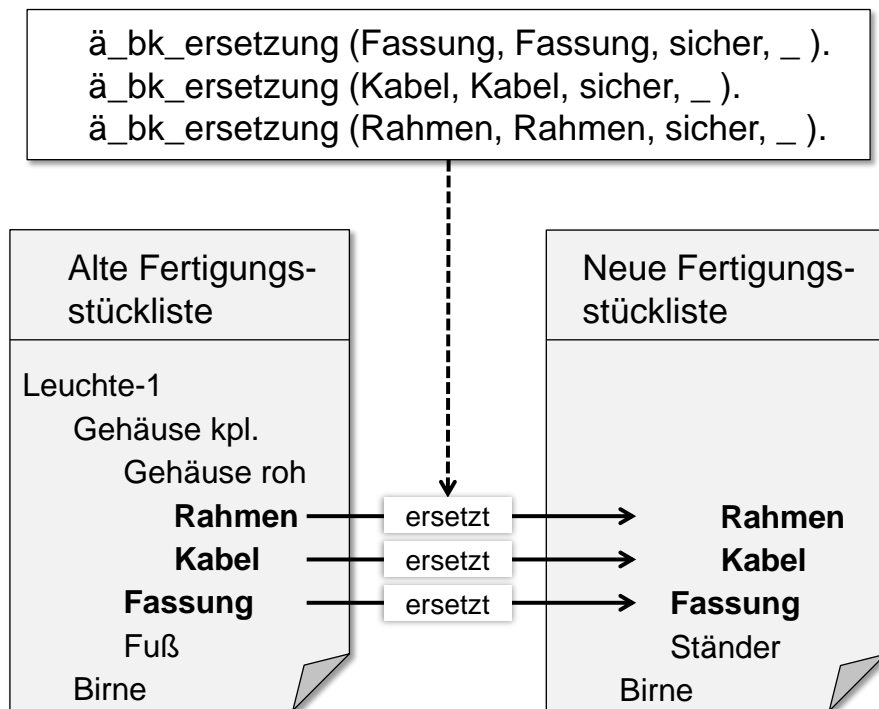 ä_bk_ersetzung (Fassung, Fassung, sicher, _ ).
ä_bk_ersetzung (Kabel, Kabel, sicher, _ ).
ä_bk_ersetzung (Rahmen, Rahmen, sicher, _ ).
Alte Fertigungs-
stückliste
Leuchte-1
Gehäuse kpl.
Gehäuse roh
Rahmen
Kabel
Fassung
Fuß
Birne
ersetzt
ersetzt
ersetzt
Neue Fertigungs-
stückliste
Rahmen
Kabel
Fassung
Ständer
Birne